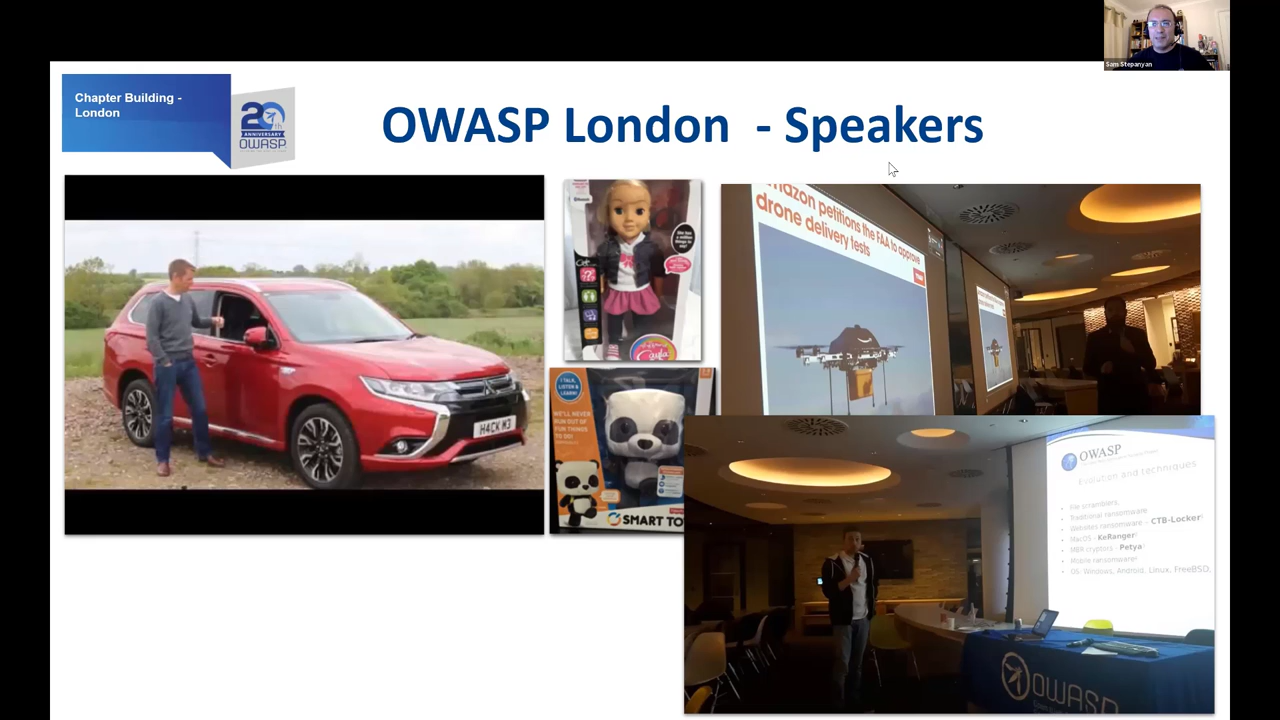 Sam Stepanyan
Chapter Building -
London
20th
ANNIVERSARY
OWASP
OWASP London - Speakers
H4CK M3
Cayla
I TALK,
LISTEN &
LEARN!
WE'LL NEVER
RUN OUT OF
FUN THINGS
TO DO!
SMART TO
mazon petitions the FAA to approve
drone delivery tests
OWASP
Evolution and techniques
File scramblers,
Traditional ransomware
Websites ransomware – CTB-Locker!
MacOS - KeRanger!
MBR cryptors - Petya!
Mobile ransomware!
OS: Windows, Android, Linux, FreeBSD,
OWASP